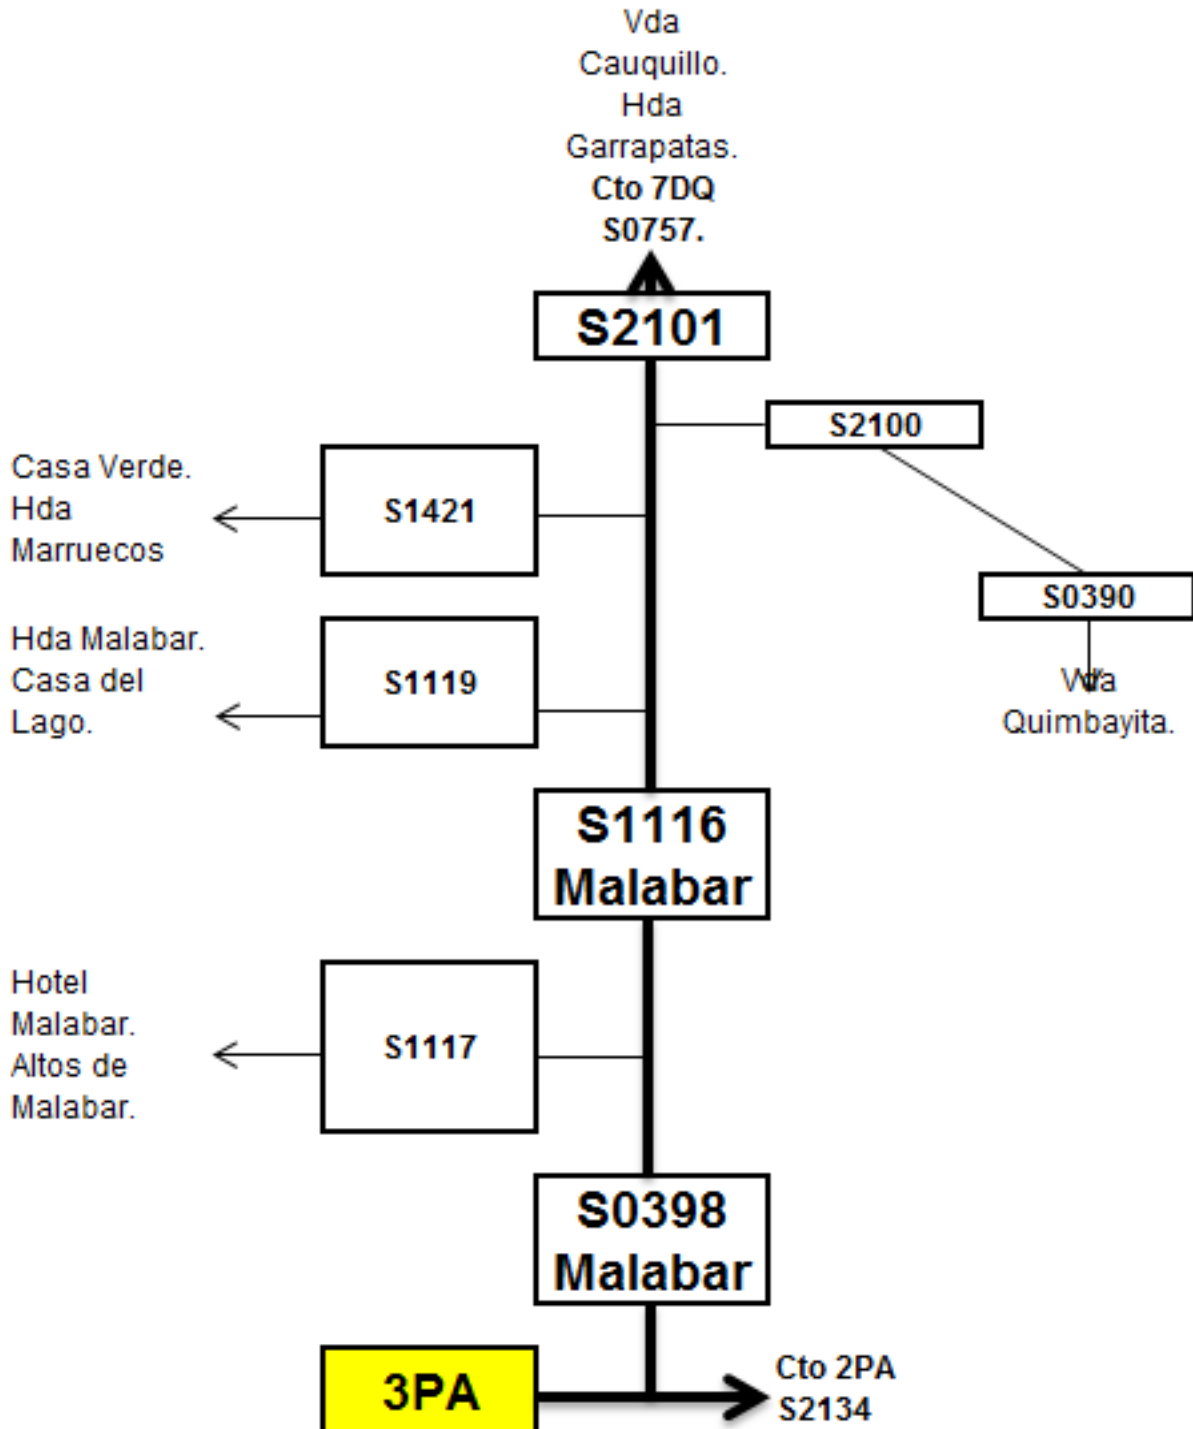 Vda
Cauquillo.
Hda
Garrapatas.
Cto 7DQ
S0757.
S2101
S2100
Casa Verde.
Hda
Marruecos
S1421
S0390
Hda Malabar.
Casa del
Lago.
S1119
Quimbayita.
S1116
Malabar
Hotel
Malabar.
Altos de
Malabar.
S1117
S0398
Malabar
3PA
Cto 2PA
S2134